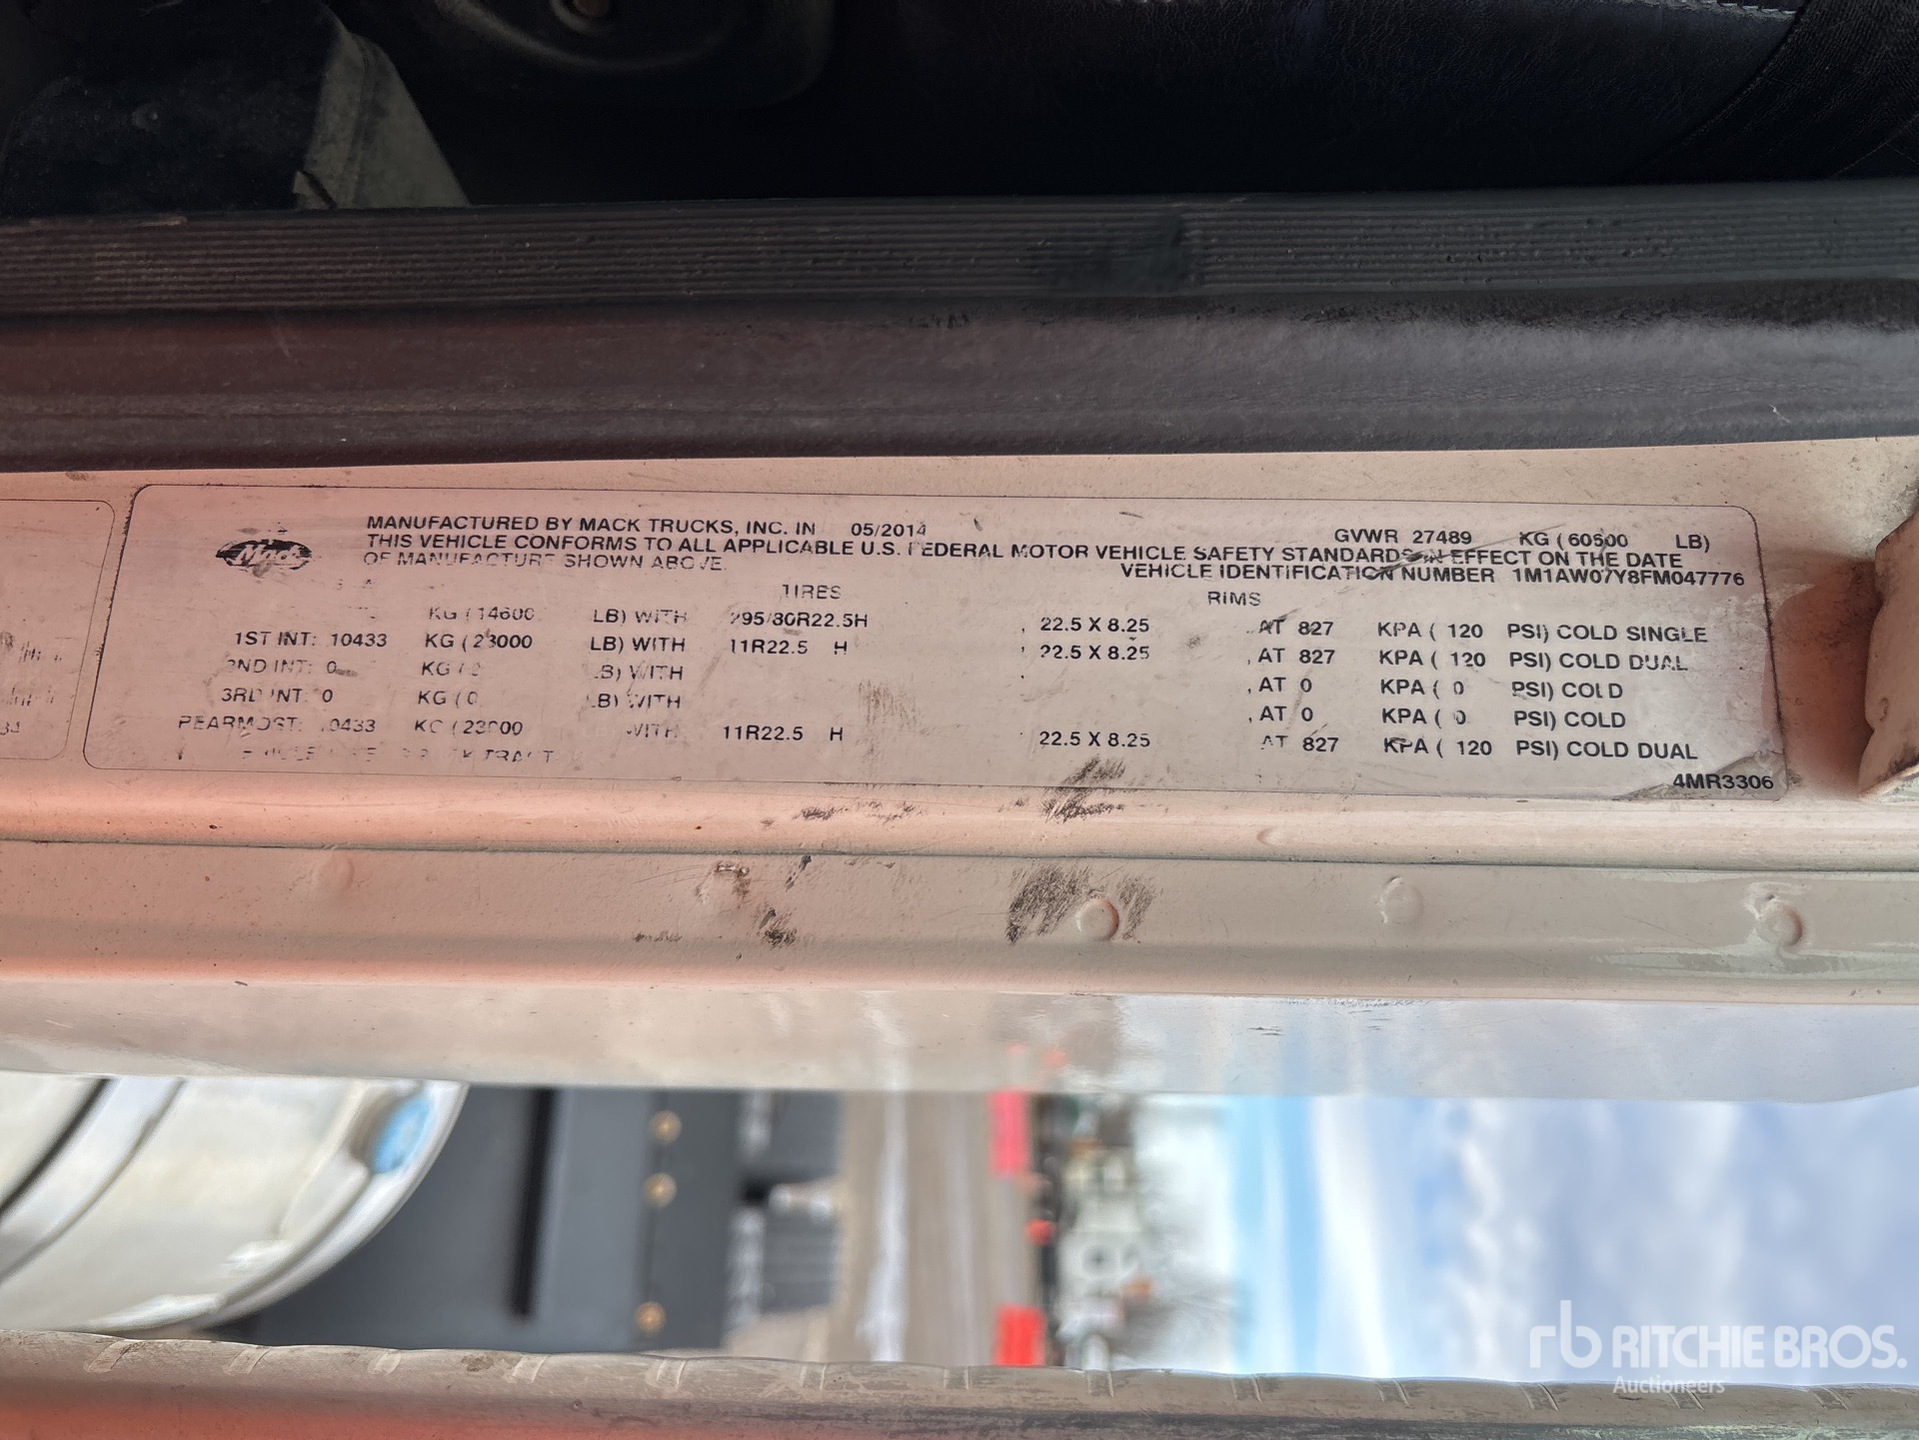 Mack
MANUFACTURED BY MACK TRUCKS, INC. IN 05/2014 GVWR 27489 KG ( 60600 LB)
THIS VEHICLE CONFORMS TO ALL APPLICABLE U.S. FEDERAL MOTOR VEHICLE SAFETY STANDARDS IN EFFECT ON THE DATE
OF MANUFACTURE SHOWN ABOVE. VEHICLE IDENTIFICATION NUMBER 1M1AW07Y8FM047776
TIRES RIMS
KG ( 14600 LB) WITH 295/80R22.5H , 22.5 X 8.25 , AT 827 KPA ( 120 PSI) COLD SINGLE
1ST INT: 10433 KG ( 23000 LB) WITH 11R22.5 H , 22.5 X 8.25 , AT 827 KPA ( 120 PSI) COLD DUAL
2ND INT: 0 KG ( 0 LB) WITH , AT 0 KPA ( 0 PSI) COLD
3RD INT: 0 KG ( 0 LB) WITH , AT 0 KPA ( 0 PSI) COLD
REARMOST: 10433 KG ( 23000 LB) WITH 11R22.5 H , 22.5 X 8.25 AT 827 KPA ( 120 PSI) COLD DUAL
4MR3306
rb RITCHIE BROS.
Auctioneers